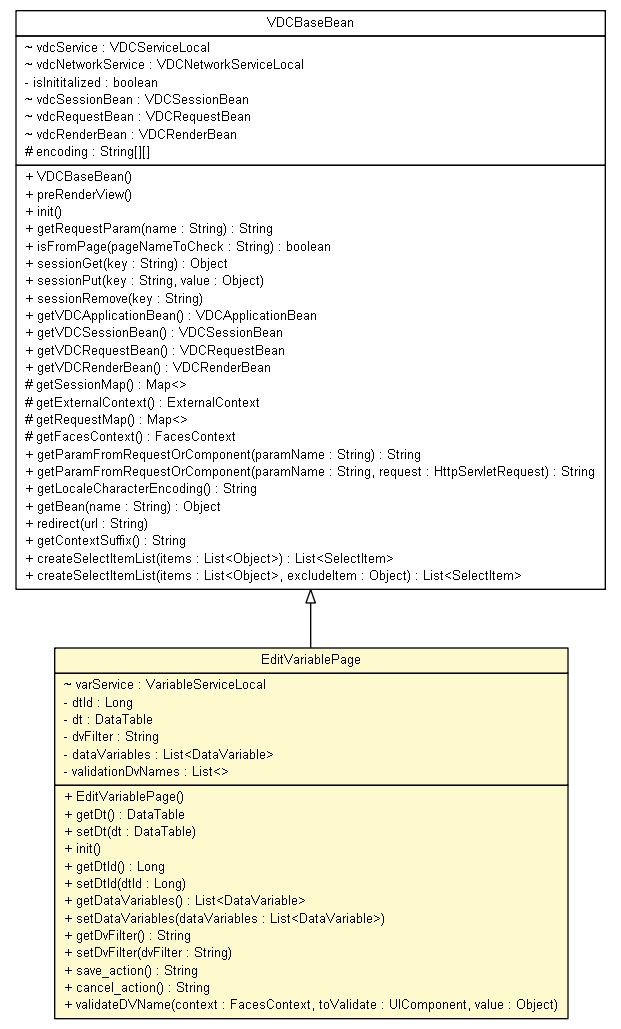 VDCBaseBean
~ vdcService : VDCServiceLocal
~ vdcNetworkService : VDCNetworkServiceLocal
- isInititalized : boolean
~ vdcSessionBean : VDCSessionBean
~ vdcRequestBean : VDCRequestBean
~ vdcRenderBean : VDCRenderBean
# encoding : String[][]
+ VDCBaseBean()
+ preRenderView()
+ init()
+ getRequestParam(name : String) : String
+ isFromPage(pageNameToCheck : String) : boolean
+ sessionGet(key : String) : Object
+ sessionPut(key : String, value : Object)
+ sessionRemove(key : String)
+ getVDCApplicationBean() : VDCApplicationBean
+ getVDCSessionBean() : VDCSessionBean
+ getVDCRequestBean() : VDCRequestBean
+ getVDCRenderBean() : VDCRenderBean
# getSessionMap() : Map<>
# getExternalContext() : ExternalContext
# getRequestMap() : Map<>
# getFacesContext() : FacesContext
+ getParamFromRequestOrComponent(paramName : String) : String
+ getParamFromRequestOrComponent(paramName : String, request : HttpServletRequest) : String
+ getLocaleCharacterEncoding() : String
+ getBean(name : String) : Object
+ redirect(url : String)
+ getContextSuffix() : String
+ createSelectItemList(items : List<Object>) : List<SelectItem>
+ createSelectItemList(items : List<Object>, excludeItem : Object) : List<SelectItem>
EditVariablePage
~ varService : VariableServiceLocal
- dtId : Long
- dt : DataTable
- dvFilter : String
- dataVariables : List<DataVariable>
- validationDvNames : List<>
+ EditVariablePage()
+ getDt() : DataTable
+ setDt(dt : DataTable)
+ init()
+ getDtId() : Long
+ setDtId(dtId : Long)
+ getDataVariables() : List<DataVariable>
+ setDataVariables(dataVariables : List<DataVariable>)
+ getDvFilter() : String
+ setDvFilter(dvFilter : String)
+ save_action() : String
+ cancel_action() : String
+ validateDVName(context : FacesContext, toValidate : UIComponent, value : Object)